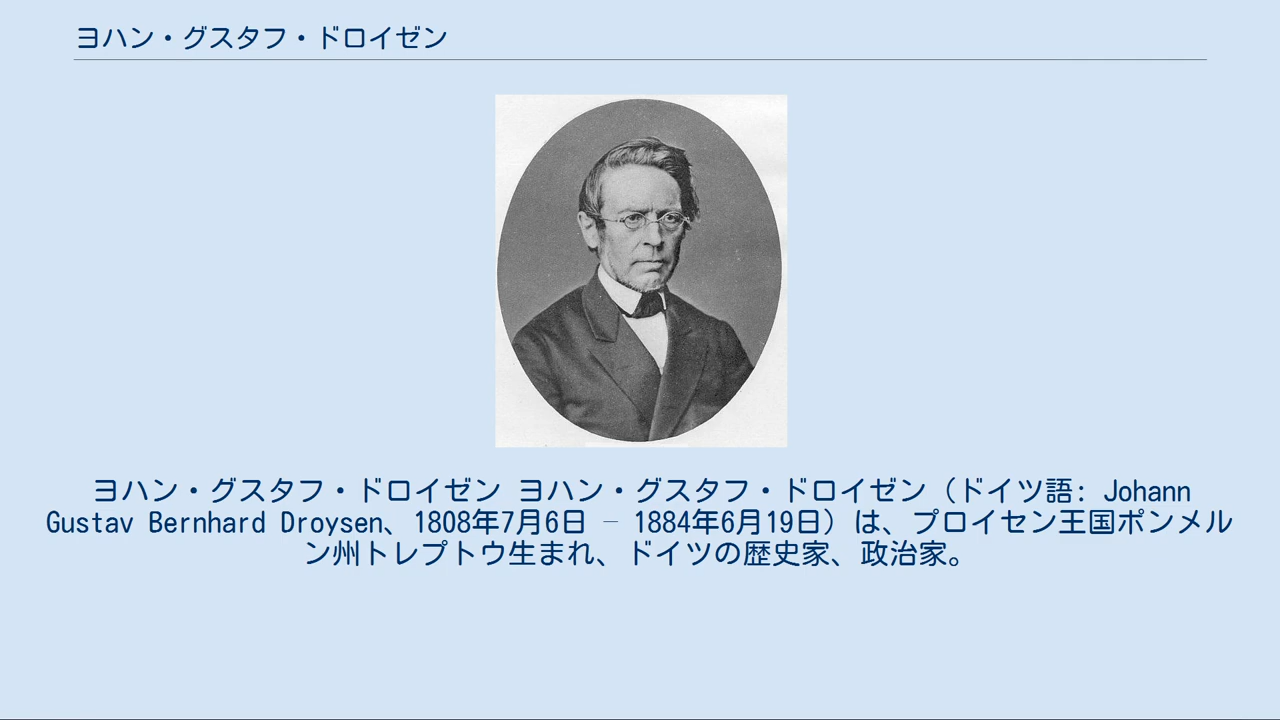 ヨハン・グスタフ・ドロイゼン
ヨハン・グスタフ・ドロイゼン ヨハン・グスタフ・ドロイゼン（ドイツ語: Johann
Gustav Bernhard Droysen、1808年7月6日 – 1884年6月19日）は、プロイセン王国ポンメル
ン州トレプトウ生まれ、ドイツの歴史家、政治家。